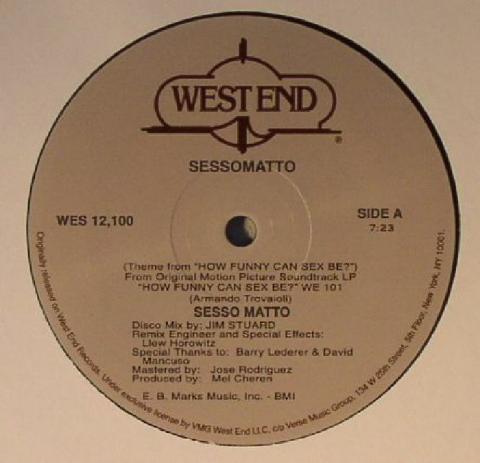 WEST END
®
SESSOMATTO
WES 12,100
SIDE A
7:23
(Theme from "HOW FUNNY CAN SEX BE?")
From Original Motion Picture Soundtrack LP
"HOW FUNNY CAN SEX BE?" WE 101
(Armando Trovaioli)
SESSO MATTO
Disco Mix by: JIM STUARD
Remix Engineer and Special Effects:
Llew Horowitz
Special Thanks to: Barry Lederer & David
Mancuso
Mastered by: Jose Rodriguez
Produced by: Mel Cheren
E. B. Marks Music, Inc. - BMI
Originally released on West End Records. Under exclusive license by VMG West End LLC, c/o Verse Music Group, 134 W 25th Street, 5th Floor, New York, NY 10001.